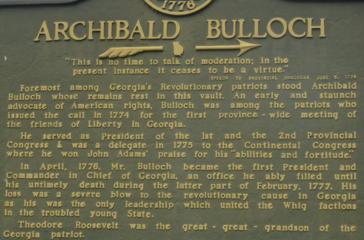 1776
ARCHIBALD BULLOCH
"This is no time to talk of moderation; in the
present instance it ceases to be a virtue."
SPEECH TO PROVINCIAL CONGRESS JUNE 5, 1776
Foremost among Georgia's Revolutionary patriots stood Archibald
Bulloch whose remains rest in this vault. An early and staunch
advocate of American rights, Bulloch was among the patriots who
issued the call in 1774 for the first province-wide meeting of
the friends of Liberty in Georgia.
He served as President of the 1st and the 2nd Provincial
Congress & was a delegate in 1775 to the Continental Congress
where he won John Adams' praise for his "abilities and fortitude."
In April, 1776, Mr. Bulloch became the first President and
Commander in Chief of Georgia, an office he ably filled until
his untimely death during the latter part of February, 1777. His
loss was a severe blow to the revolutionary cause in Georgia
as his was the only leadership which united the Whig factions
in the troubled young State.
Theodore Roosevelt was the great-great-grandson of the
Georgia patriot.